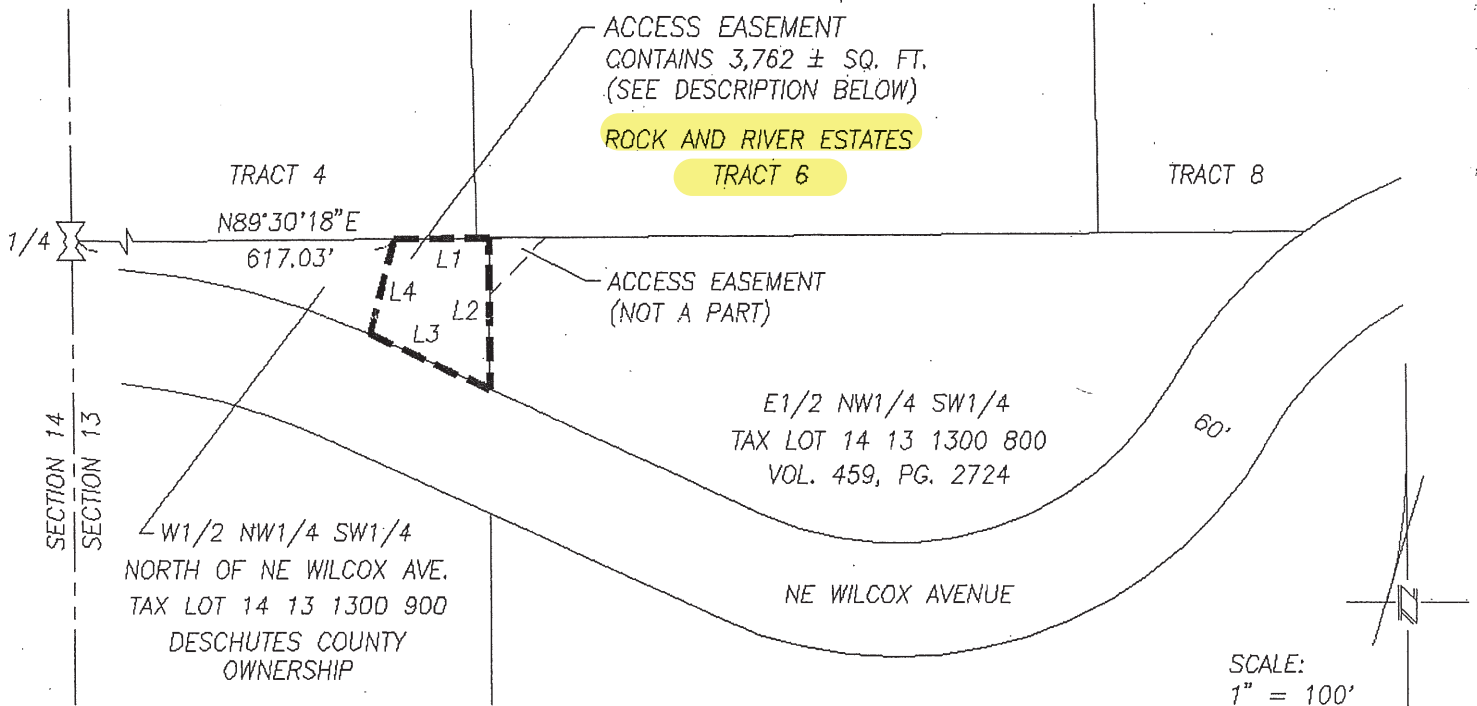 ACCESS EASEMENT
CONTAINS 3,762 ± SQ. FT.
(SEE DESCRIPTION BELOW)
ROCK AND RIVER ESTATES
TRACT 6
TRACT 4
TRACT 8
N89°30'18"E
617.03'
1/4
L1
L4
L2
L3
ACCESS EASEMENT
(NOT A PART)
E1/2 NW1/4 SW1/4
TAX LOT 14 13 1300 800
VOL. 459, PG. 2724
60'
SECTION 14
SECTION 13
W1/2 NW1/4 SW1/4
NORTH OF NE WILCOX AVE.
TAX LOT 14 13 1300 900
DESCHUTES COUNTY
OWNERSHIP
NE WILCOX AVENUE
N
SCALE:
1" = 100'